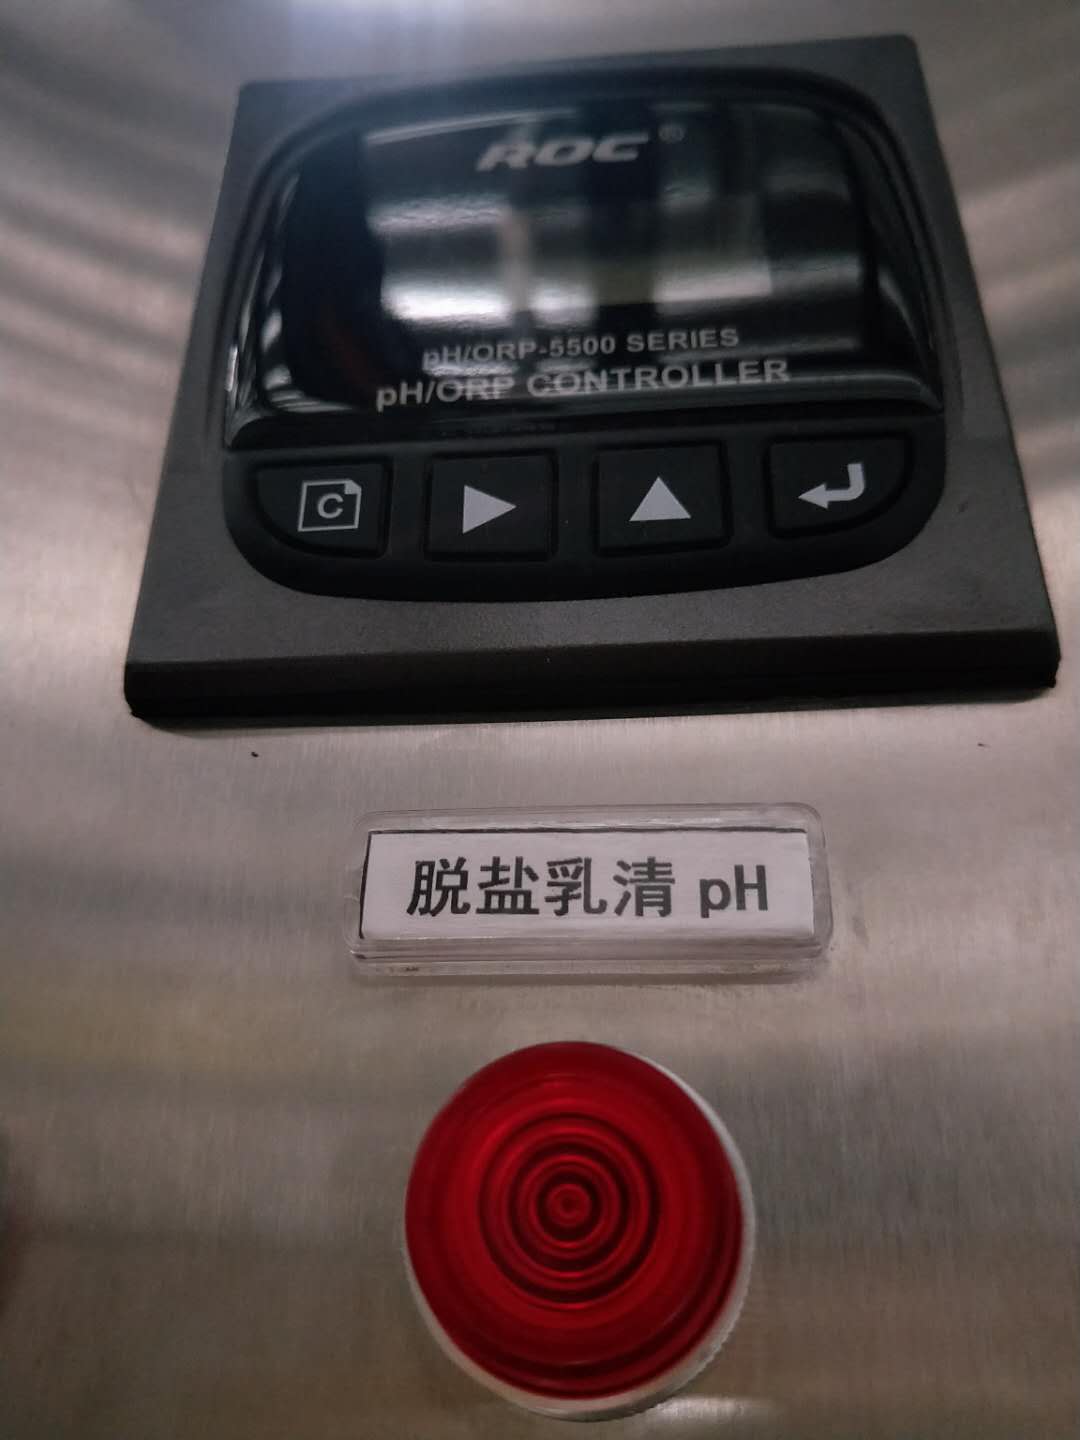 ROC®
pH/ORP-5500 SERIES
pH/ORP CONTROLLER
C
脱盐乳清 pH